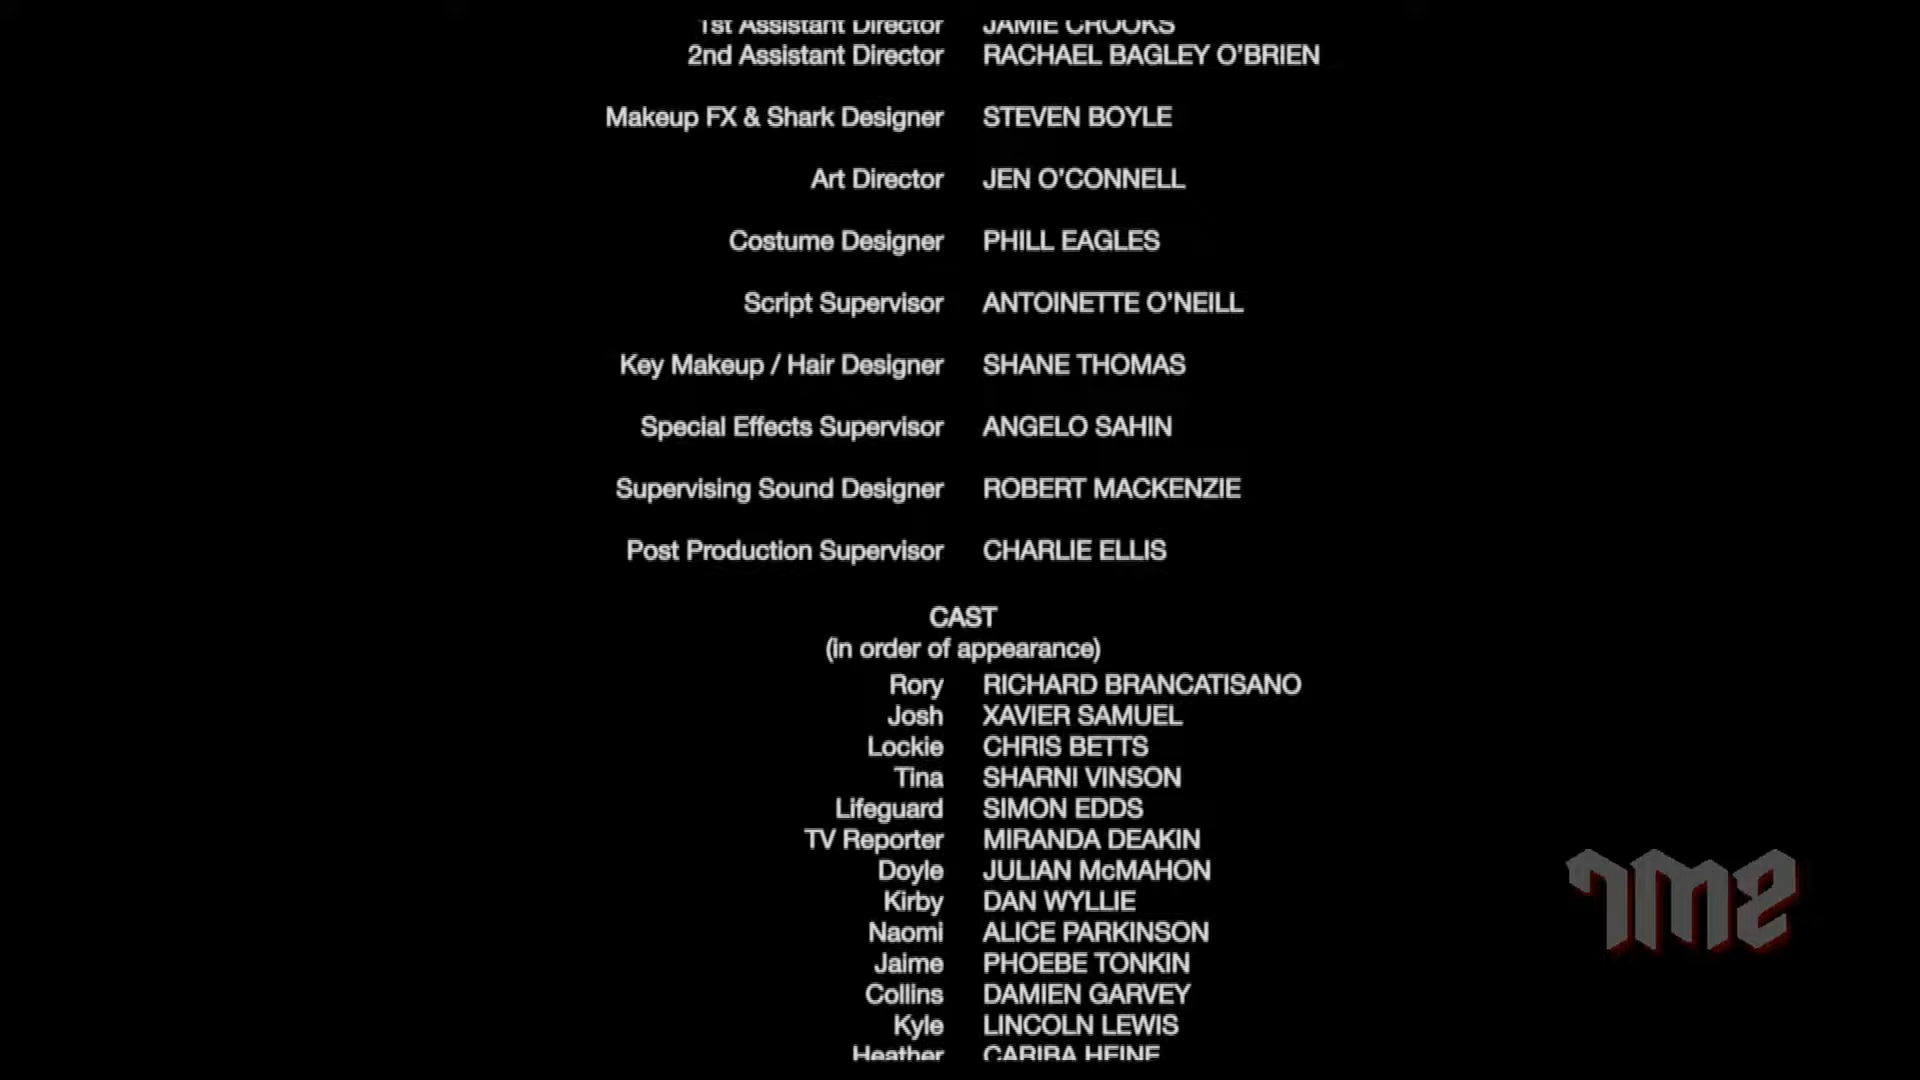 1st Assistant Director JAMIE CROOKS
2nd Assistant Director RACHAEL BAGLEY O’BRIEN
Makeup FX & Shark Designer STEVEN BOYLE
Art Director JEN O’CONNELL
Costume Designer PHILL EAGLES
Script Supervisor ANTOINETTE O’NEILL
Key Makeup / Hair Designer SHANE THOMAS
Special Effects Supervisor ANGELO SAHIN
Supervising Sound Designer ROBERT MACKENZIE
Post Production Supervisor CHARLIE ELLIS
CAST
(in order of appearance)
Rory RICHARD BRANCATISANO
Josh XAVIER SAMUEL
Lockie CHRIS BETTS
Tina SHARNI VINSON
Lifeguard SIMON EDDS
TV Reporter MIRANDA DEAKIN
Doyle JULIAN McMAHON
Kirby DAN WYLLIE
Naomi ALICE PARKINSON
Jaime PHOEBE TONKIN
Collins DAMIEN GARVEY
Kyle LINCOLN LEWIS
Heather CARIBA HEINE